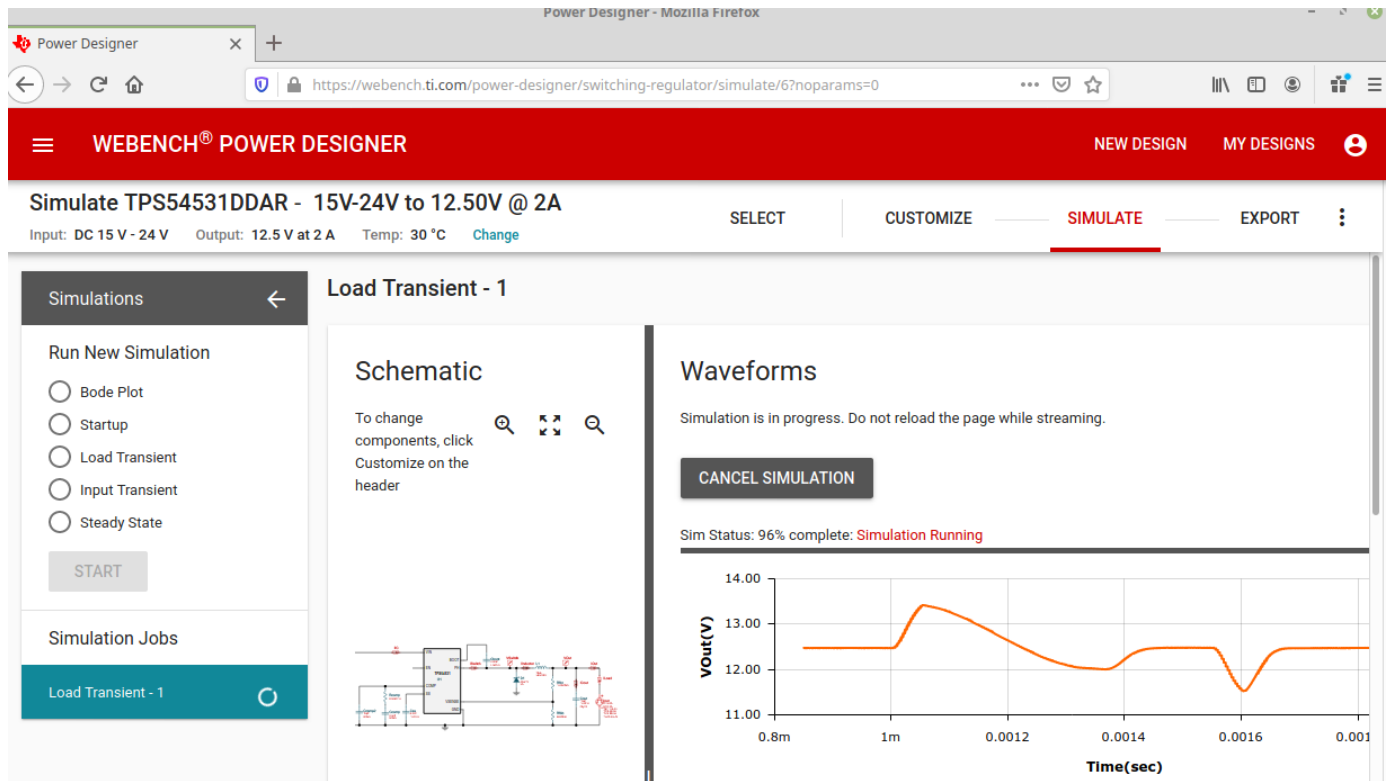 Power Designer - Mozilla Firefox
Power Designer
https://webench.ti.com/power-designer/switching-regulator/simulate/6?noparams=0
WEBENCH® POWER DESIGNER
NEW DESIGN
MY DESIGNS
Simulate TPS54531DDAR - 15V-24V to 12.50V @ 2A
Input: DC 15 V - 24 V Output: 12.5 V at 2 A Temp: 30 °C Change
SELECT
CUSTOMIZE
SIMULATE
EXPORT
Simulations
Run New Simulation
Bode Plot
Startup
Load Transient
Input Transient
Steady State
START
Simulation Jobs
Load Transient - 1
Load Transient - 1
Schematic
To change
components, click
Customize on the
header
Waveforms
Simulation is in progress. Do not reload the page while streaming.
CANCEL SIMULATION
Sim Status: 96% complete: Simulation Running
VOut(V)
14.00
13.00
12.00
11.00
0.8m
1m
0.0012
0.0014
0.0016
0.001
Time(sec)